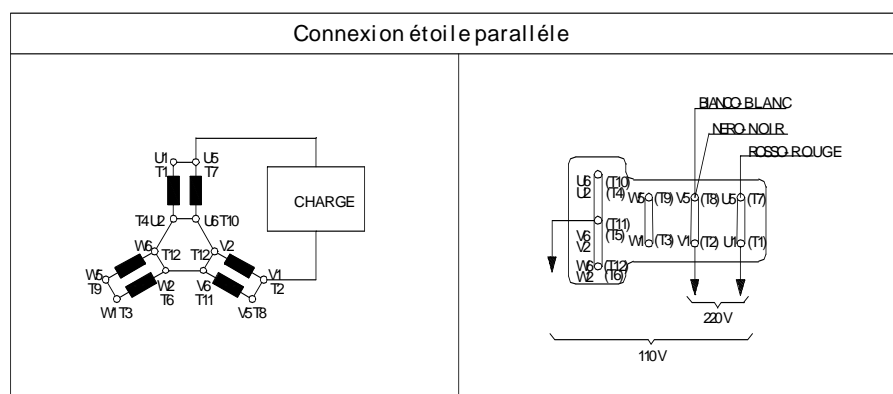 Connexion étoile paralléle
U1 U5
T1 T7
CHARGE
T4 U2 U6 T10
W6 T12 T12 V2
W5 V1
T9 W2 V6 T2
T6 T11
W1 T3 V5 T8
BIANCO-BLANC
NERO-NOIR
ROSSO-ROUGE
U6 (T10)
U2 (T4)
W5 (T9) V5 (T8) U5 (T7)
(T11)
V6 (T5)
V2
W1 (T3) V1 (T2) U1 (T1)
W6 (T12)
W2 (T6)
220V
110V